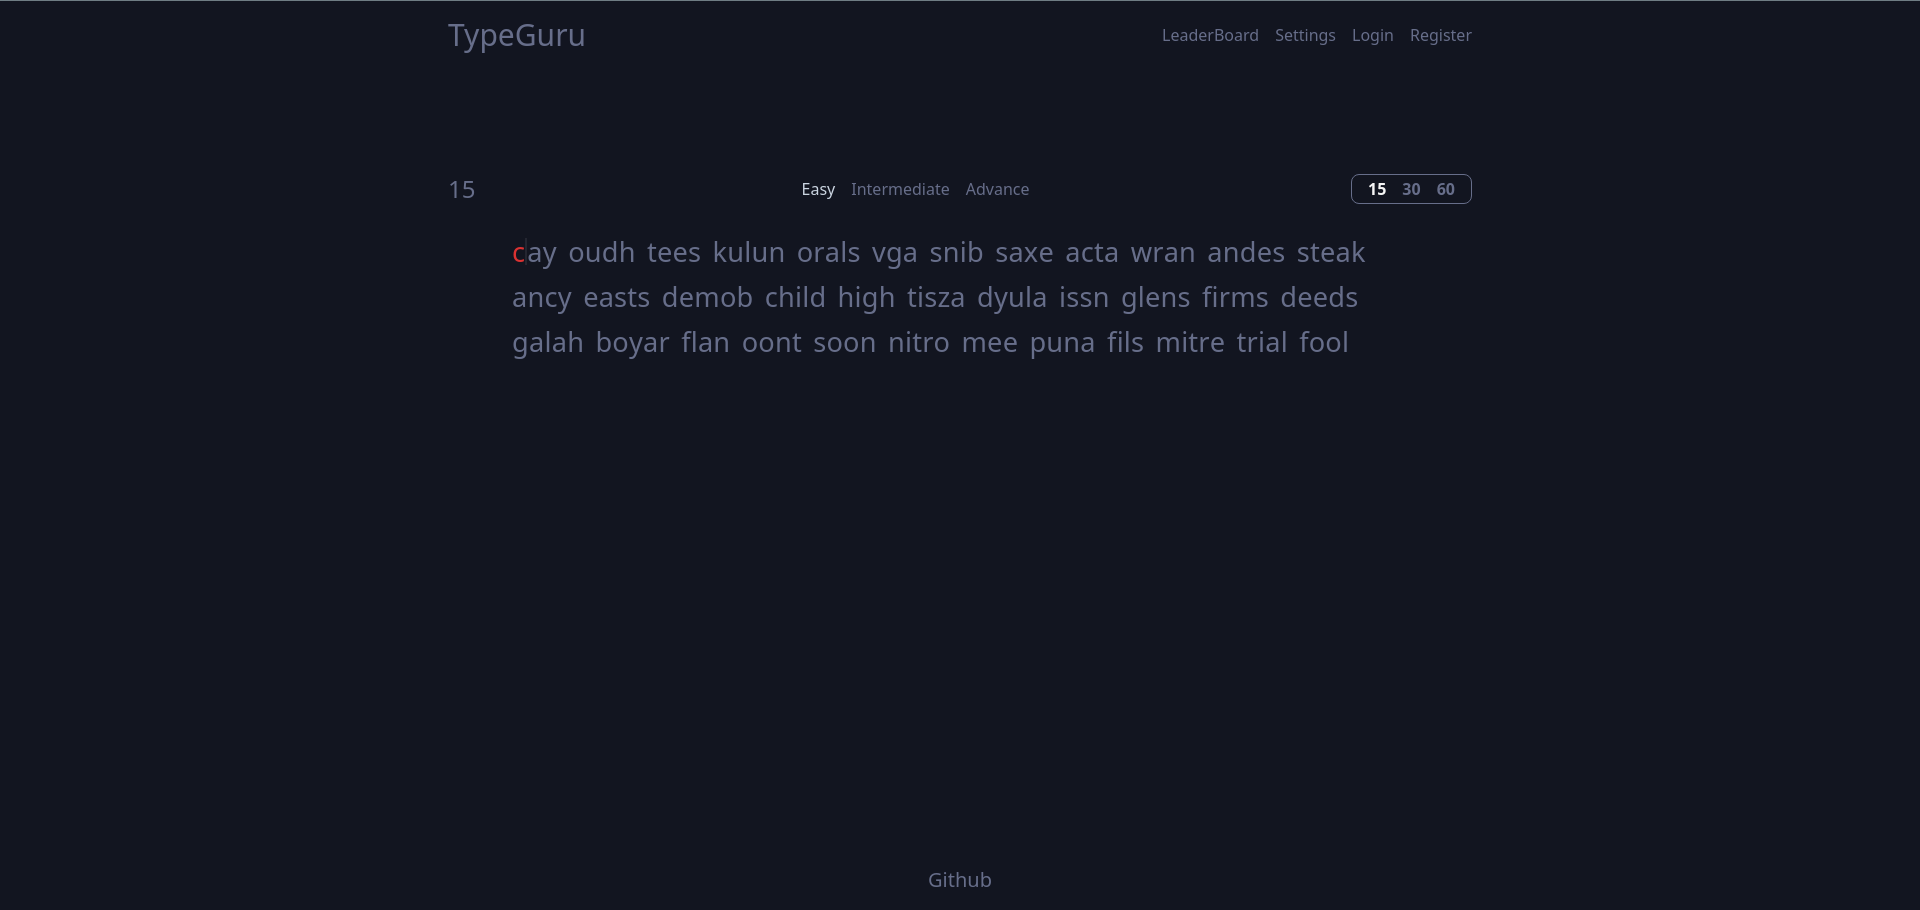 TypeGuru
LeaderBoard Settings Login Register
15
Easy Intermediate Advance
15 30 60
cay oudh tees kulun orals vga snib saxe acta wran andes steak
ancy easts demob child high tisza dyula issn glens firms deeds
galah boyar flan oont soon nitro mee puna fils mitre trial fool
Github